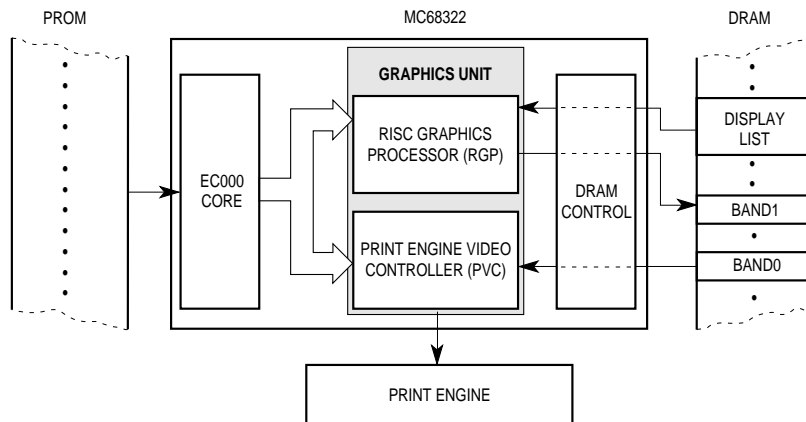 PROM
MC68322
DRAM
GRAPHICS UNIT
RISC GRAPHICS
PROCESSOR (RGP)
EC000
CORE
PRINT ENGINE VIDEO
CONTROLLER (PVC)
DRAM
CONTROL
DISPLAY
LIST
BAND1
BAND0
PRINT ENGINE